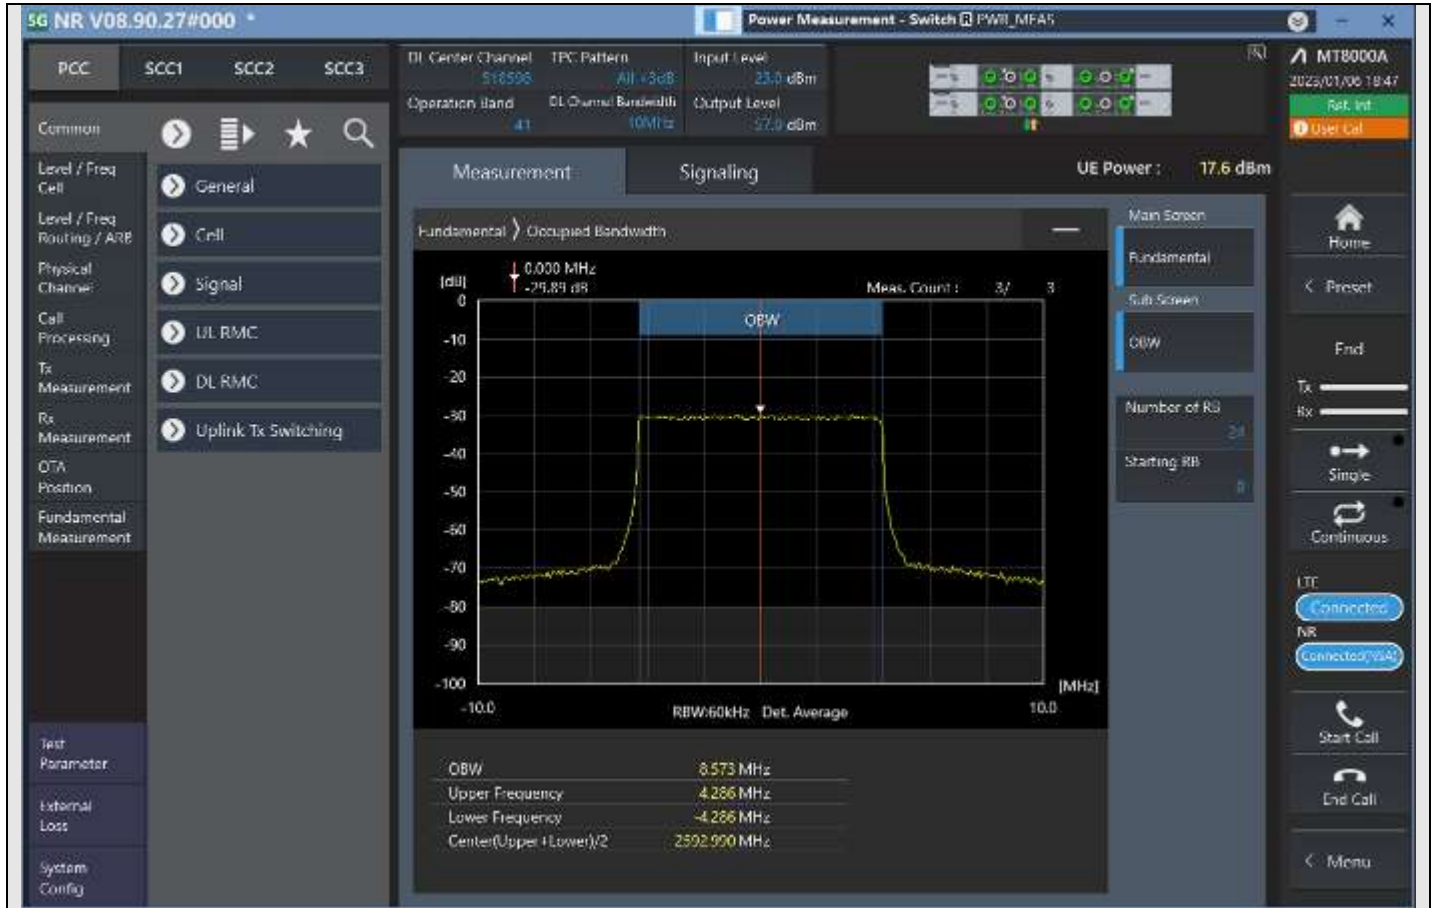 5G NR V08.90.27#000 *
Power Measurement - Switch PWR_MEAS
PCC SCC1 SCC2 SCC3
DL Center Channel TPC Pattern Input Level
518598 All +3dB 23.0 dBm
Operation Band DL Channel Bandwidth Output Level
41 10MHz dBm
MT8000A
2023/01/06 18:47
Ref. Int
User Cal
Common
Level / Freq
Cell
Level / Freq
Routing / ARB
Physical
Channel
Call
Processing
Tx
Measurement
Rx
Measurement
OTA
Position
Fundamental
Measurement
Test
Parameter
External
Loss
System
Config
General
Cell
Signal
UL RMC
DL RMC
Uplink Tx Switching
Measurement Signaling
UE Power : 17.6 dBm
Fundamental Occupied Bandwidth
[dB]
0.000 MHz
-29.89 dB
Meas. Count : 3/ 3
OBW
0
-10
-20
-30
-40
-50
-60
-70
-80
-90
-100
[MHz]
-10.0 RBW:60kHz Det. Average 10.0
OBW 8.573 MHz
Upper Frequency 4.286 MHz
Lower Frequency -4.286 MHz
Center(Upper+Lower)/2 2592.990 MHz
Main Screen
Fundamental
Sub Screen
OBW
Number of RB
24
Starting RB
0
Home
< Preset
End
Tx
Rx
Single
Continuous
LTE
Connected
NR
Connected(NSA)
Start Call
End Call
< Menu